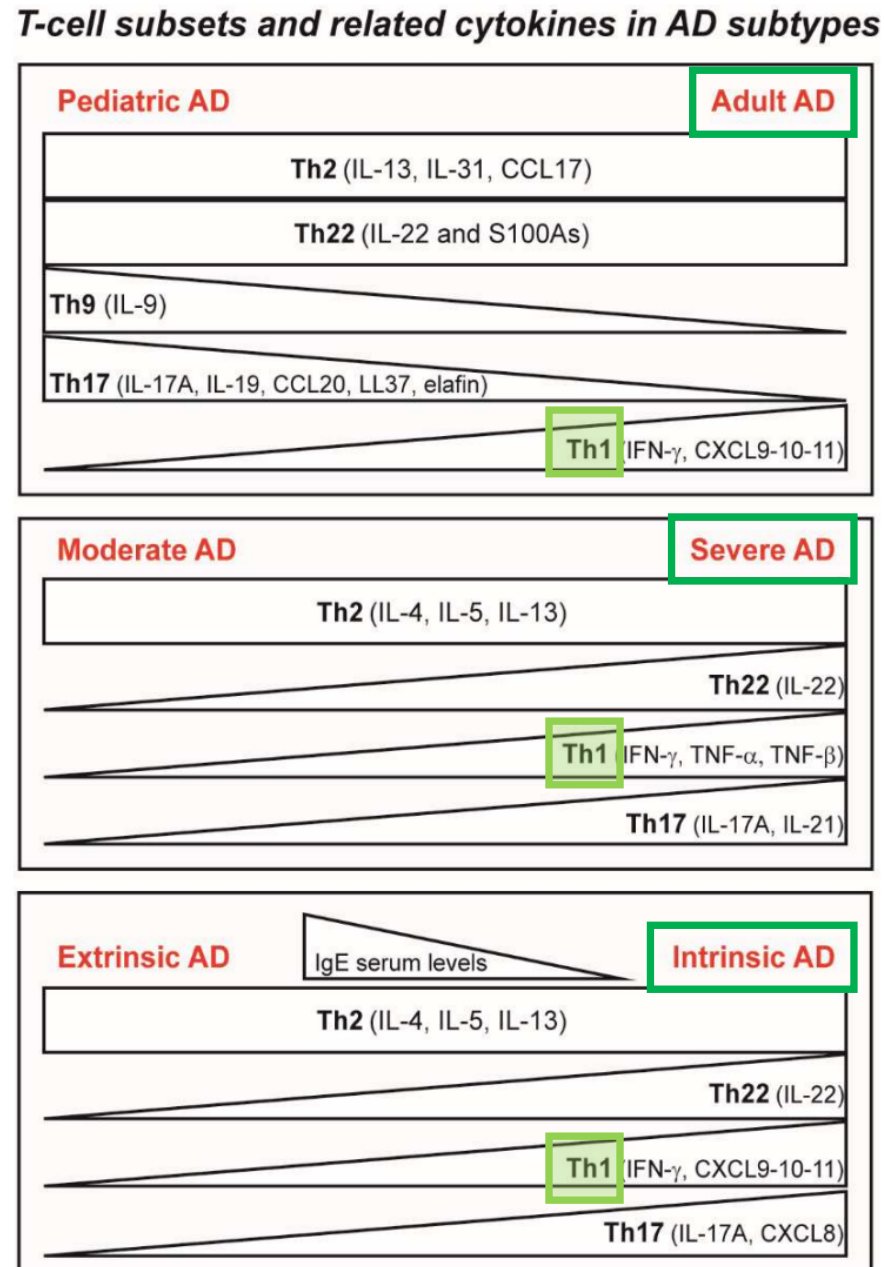 T-cell subsets and related cytokines in AD subtypes
Pediatric AD
Adult AD
Th2 (IL-13, IL-31, CCL17)
Th22 (IL-22 and S100As)
Th9 (IL-9)
Th17 (IL-17A, IL-19, CCL20, LL37, elafin)
Th1 (IFN-γ, CXCL9-10-11)
Moderate AD
Severe AD
Th2 (IL-4, IL-5, IL-13)
Th22 (IL-22)
Th1 (IFN-γ, TNF-α, TNF-β)
Th17 (IL-17A, IL-21)
Extrinsic AD
IgE serum levels
Intrinsic AD
Th2 (IL-4, IL-5, IL-13)
Th22 (IL-22)
Th1 (IFN-γ, CXCL9-10-11)
Th17 (IL-17A, CXCL8)